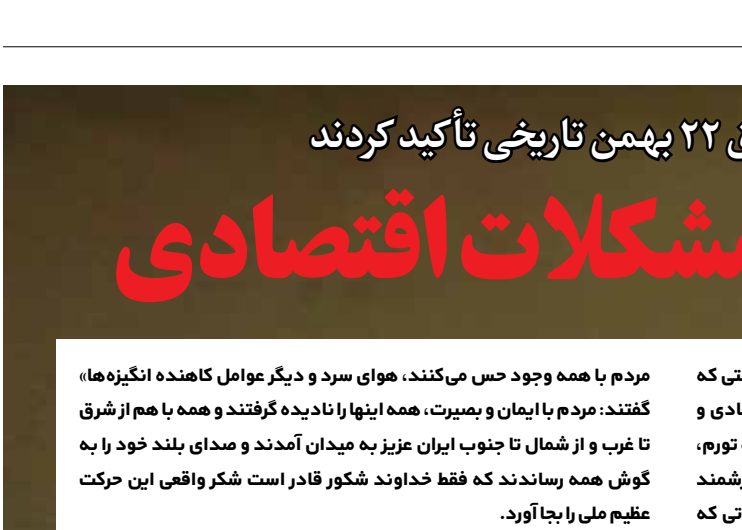 ۲۲ بهمن تاریخی تأکید کردند
مشکلات اقتصادی
که
و
تورم،
که
مردم با همه وجود حس می‌کنند، هوای سرد و دیگر عوامل کاهنده انگیزه‌ها»
گفتند: مردم با ایمان و بصیرت، همه اینها را نادیده گرفتند و همه با هم از شرق
تا غرب و از شمال تا جنوب ایران عزیز به میدان آمدند و صدای بلند خود را به
گوش همه رساندند که فقط خداوند شکور قادر است شکر واقعی این حرکت
عظیم ملی را بجا آورد.